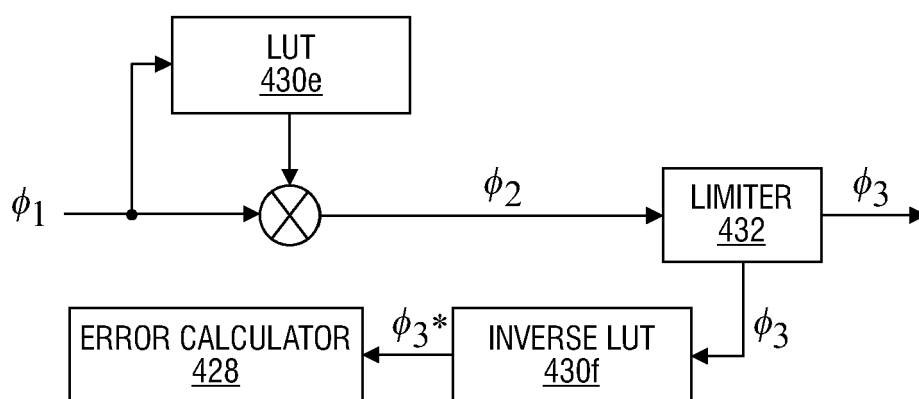 LUT
430e
ϕ1
ϕ2
LIMITER
432
ϕ3
ERROR CALCULATOR
428
ϕ3*
INVERSE LUT
430f
ϕ3